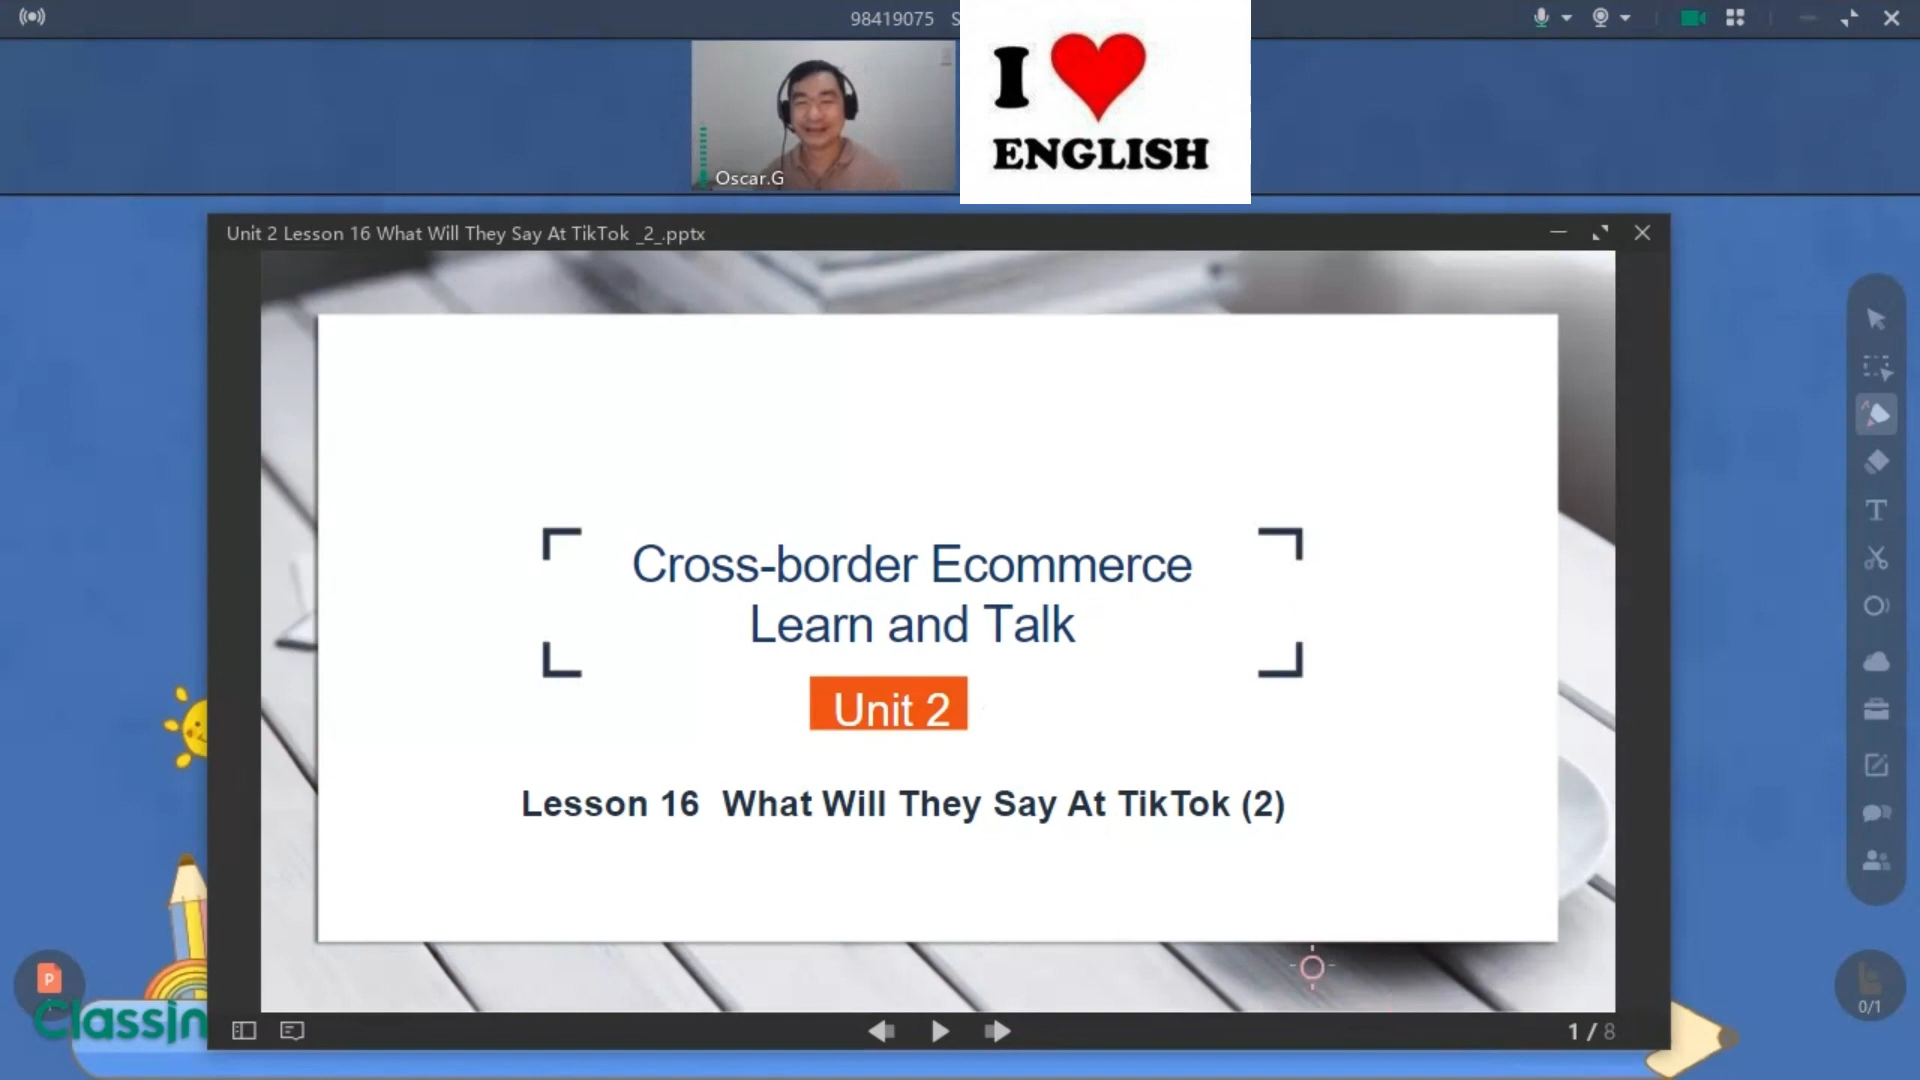 98419075 S
I
ENGLISH
Oscar.G
Unit 2 Lesson 16 What Will They Say At TikTok _2_.pptx
Cross-border Ecommerce
Learn and Talk
Unit 2
Lesson 16 What Will They Say At TikTok (2)
T
P
Classin
0/1
1 / 8